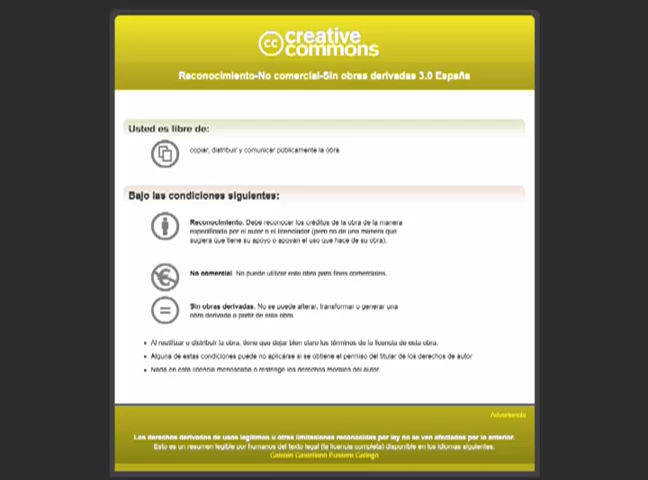 cc creative
commons
Reconocimiento-No comercial-Sin obras derivadas 3.0 España
Usted es libre de:
copiar, distribuir y comunicar públicamente la obra
Bajo las condiciones siguientes:
Reconocimiento. Debe reconocer los créditos de la obra de la manera
especificada por el autor o el licenciador (pero no de una manera que
sugiera que tiene su apoyo o apoyan el uso que hace de su obra).
No comercial. No puede utilizar esta obra para fines comerciales.
Sin obras derivadas. No se puede alterar, transformar o generar una
obra derivada a partir de esta obra.
• Al reutilizar o distribuir la obra, tiene que dejar bien claro los términos de la licencia de esta obra.
• Alguna de estas condiciones puede no aplicarse si se obtiene el permiso del titular de los derechos de autor
• Nada en esta licencia menoscaba o restringe los derechos morales del autor.
Advertencia
Los derechos derivados de usos legítimos u otras limitaciones reconocidas por ley no se ven afectados por lo anterior.
Esto es un resumen legible por humanos del texto legal (la licencia completa) disponible en los idiomas siguientes:
Catalán Castellano Euskera Gallego